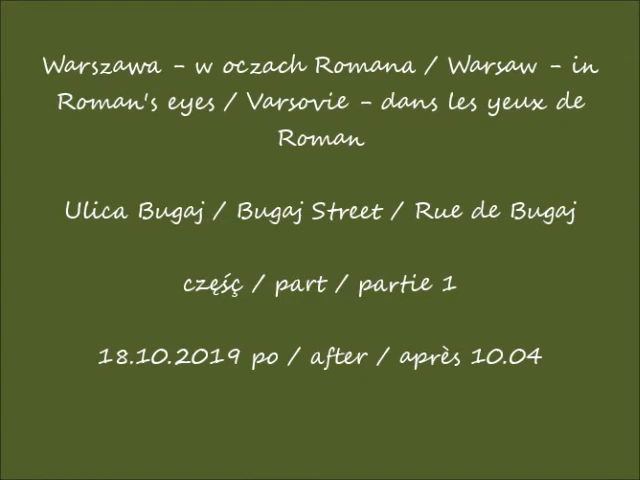 Warszawa - w oczach Romana / Warsaw - in
Roman's eyes / Varsovie - dans les yeux de
Roman
Ulica Bugaj / Bugaj Street / Rue de Bugaj
częśç / part / partie 1
18.10.2019 po / after / après 10.04